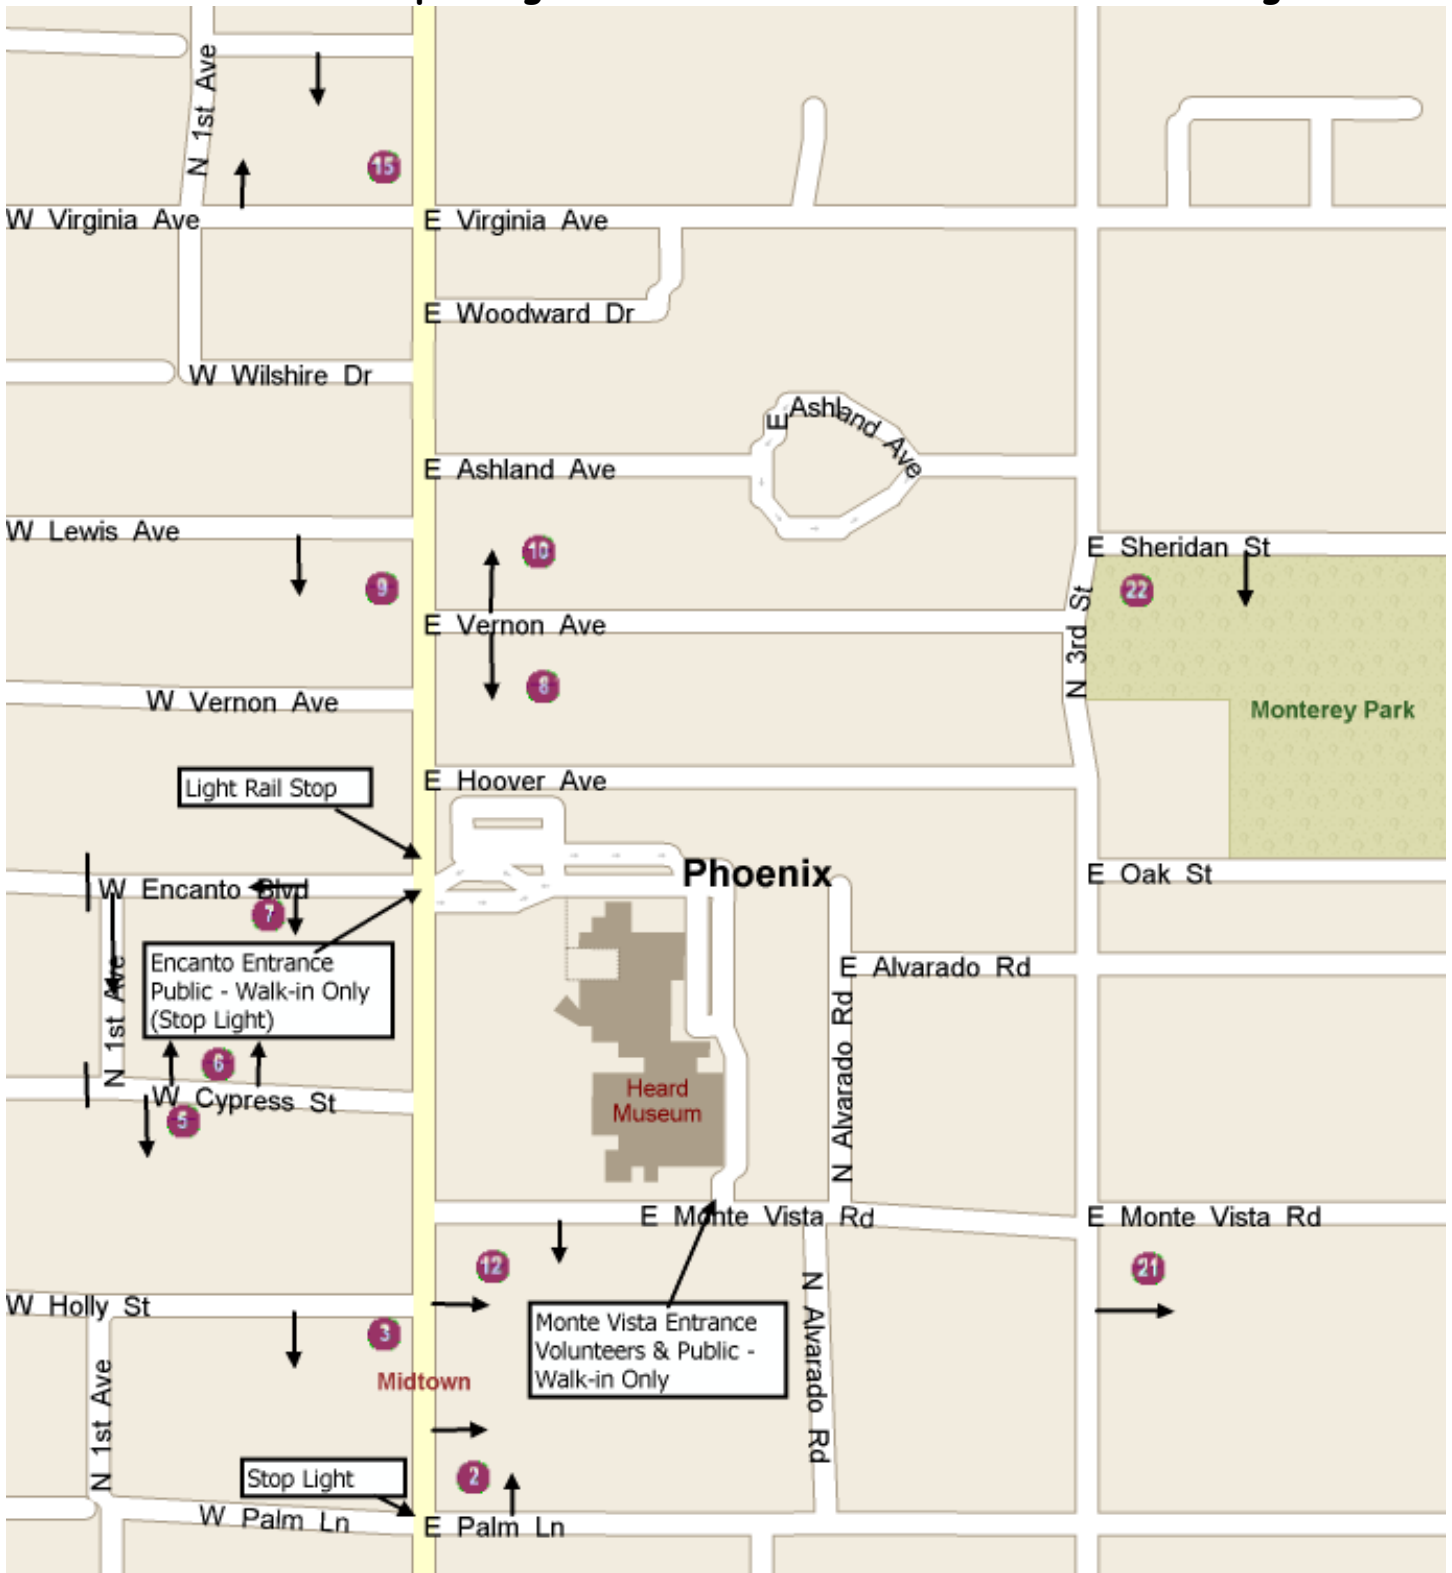 N 1st Ave
15
W Virginia Ave
E Virginia Ave
E Woodward Dr
W Wilshire Dr
E Ashland Ave
E Ashland Ave
W Lewis Ave
E Sheridan St
10
9
22
N 3rd St
E Vernon Ave
8
W Vernon Ave
Monterey Park
Light Rail Stop
E Hoover Ave
Phoenix
E Oak St
W Encanto Blvd
7
Encanto Entrance
Public - Walk-in Only
(Stop Light)
N 1st Ave
E Alvarado Rd
N Alvarado Rd
6
W Cypress St
5
Heard
Museum
E Monte Vista Rd
E Monte Vista Rd
12
21
W Holly St
3
Monte Vista Entrance
Volunteers & Public -
Walk-in Only
N Alvarado Rd
Midtown
N 1st Ave
Stop Light
2
W Palm Ln
E Palm Ln